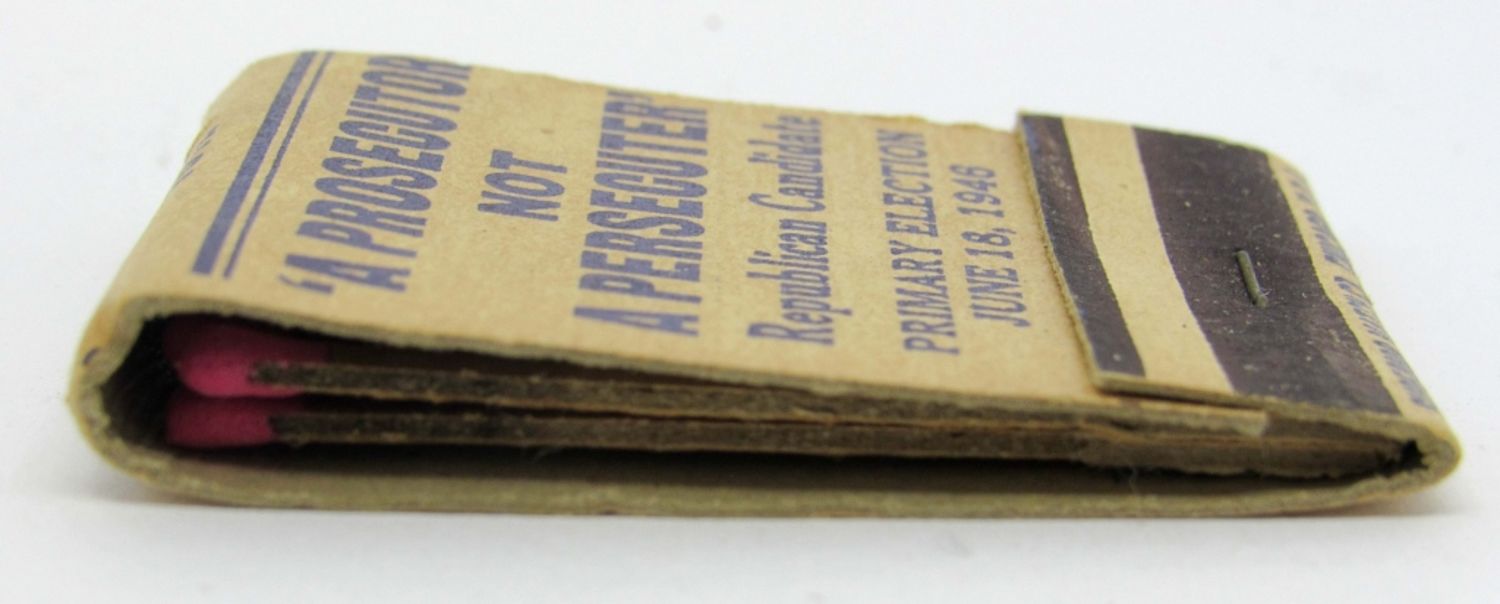 "A PROSECUTOR
NOT
A PERSECUTER"
Republican Candidate
PRIMARY ELECTION
JUNE 18, 1946